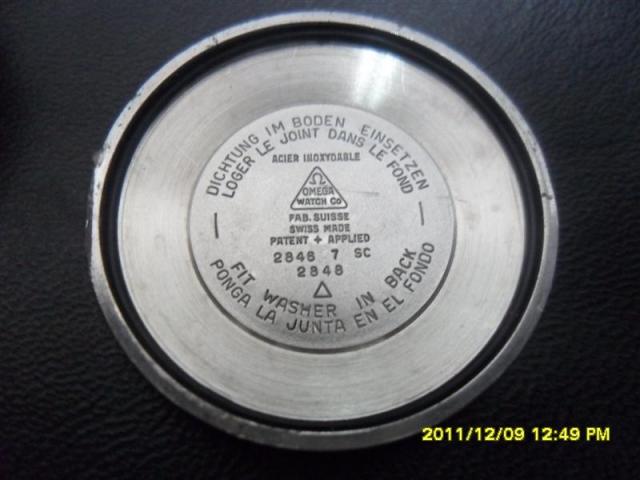 DICHTUNG IM BODEN EINSETZEN
LOGER LE JOINT DANS LE FOND
ACIER INOXYDABLE
Ω
OMEGA
WATCH Co
FAB. SUISSE
SWISS MADE
PATENT + APPLIED
2846 7 SC
2848
FIT WASHER IN BACK
PONGA LA JUNTA EN EL FONDO
2011/12/09 12:49 PM